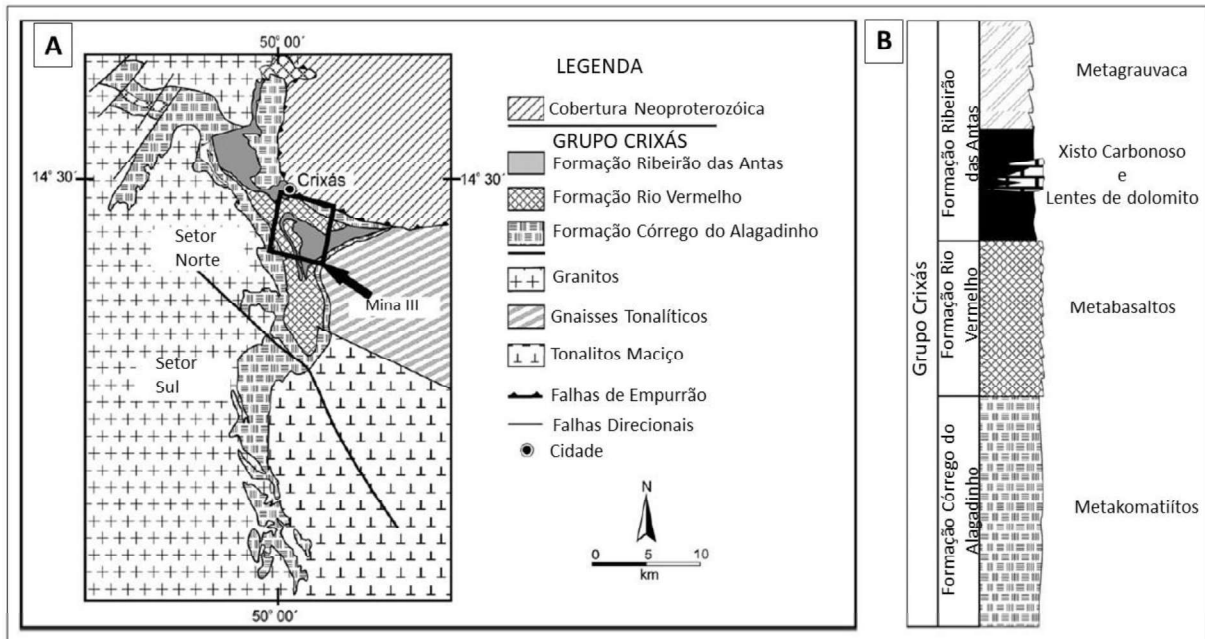 A
50° 00'
14° 30'
Crixás
14° 30'
Setor
Norte
Mina III
Setor
Sul
50° 00'
LEGENDA
Cobertura Neoproterozóica
GRUPO CRIXÁS
Formação Ribeirão das Antas
Formação Rio Vermelho
Formação Córrego do Alagadinho
Granitos
Gnaisses Tonalíticos
Tonalitos Maciço
Falhas de Empurrão
Falhas Direcionais
Cidade
N
0 5 10
km
B
Grupo Crixás
Formação Ribeirão
das Antas
Formação Rio
Vermelho
Formação Córrego do
Alagadinho
Metagrauvaca
Xisto Carbonoso
e
Lentes de dolomito
Metabasaltos
Metakomatiítos